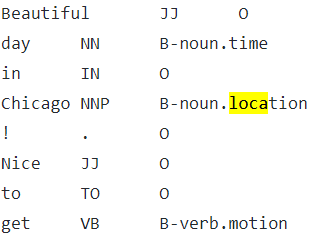 Beautiful JJ O
day NN B-noun.time
in IN O
Chicago NNP B-noun.location
! . O
Nice JJ O
to TO O
get VB B-verb.motion